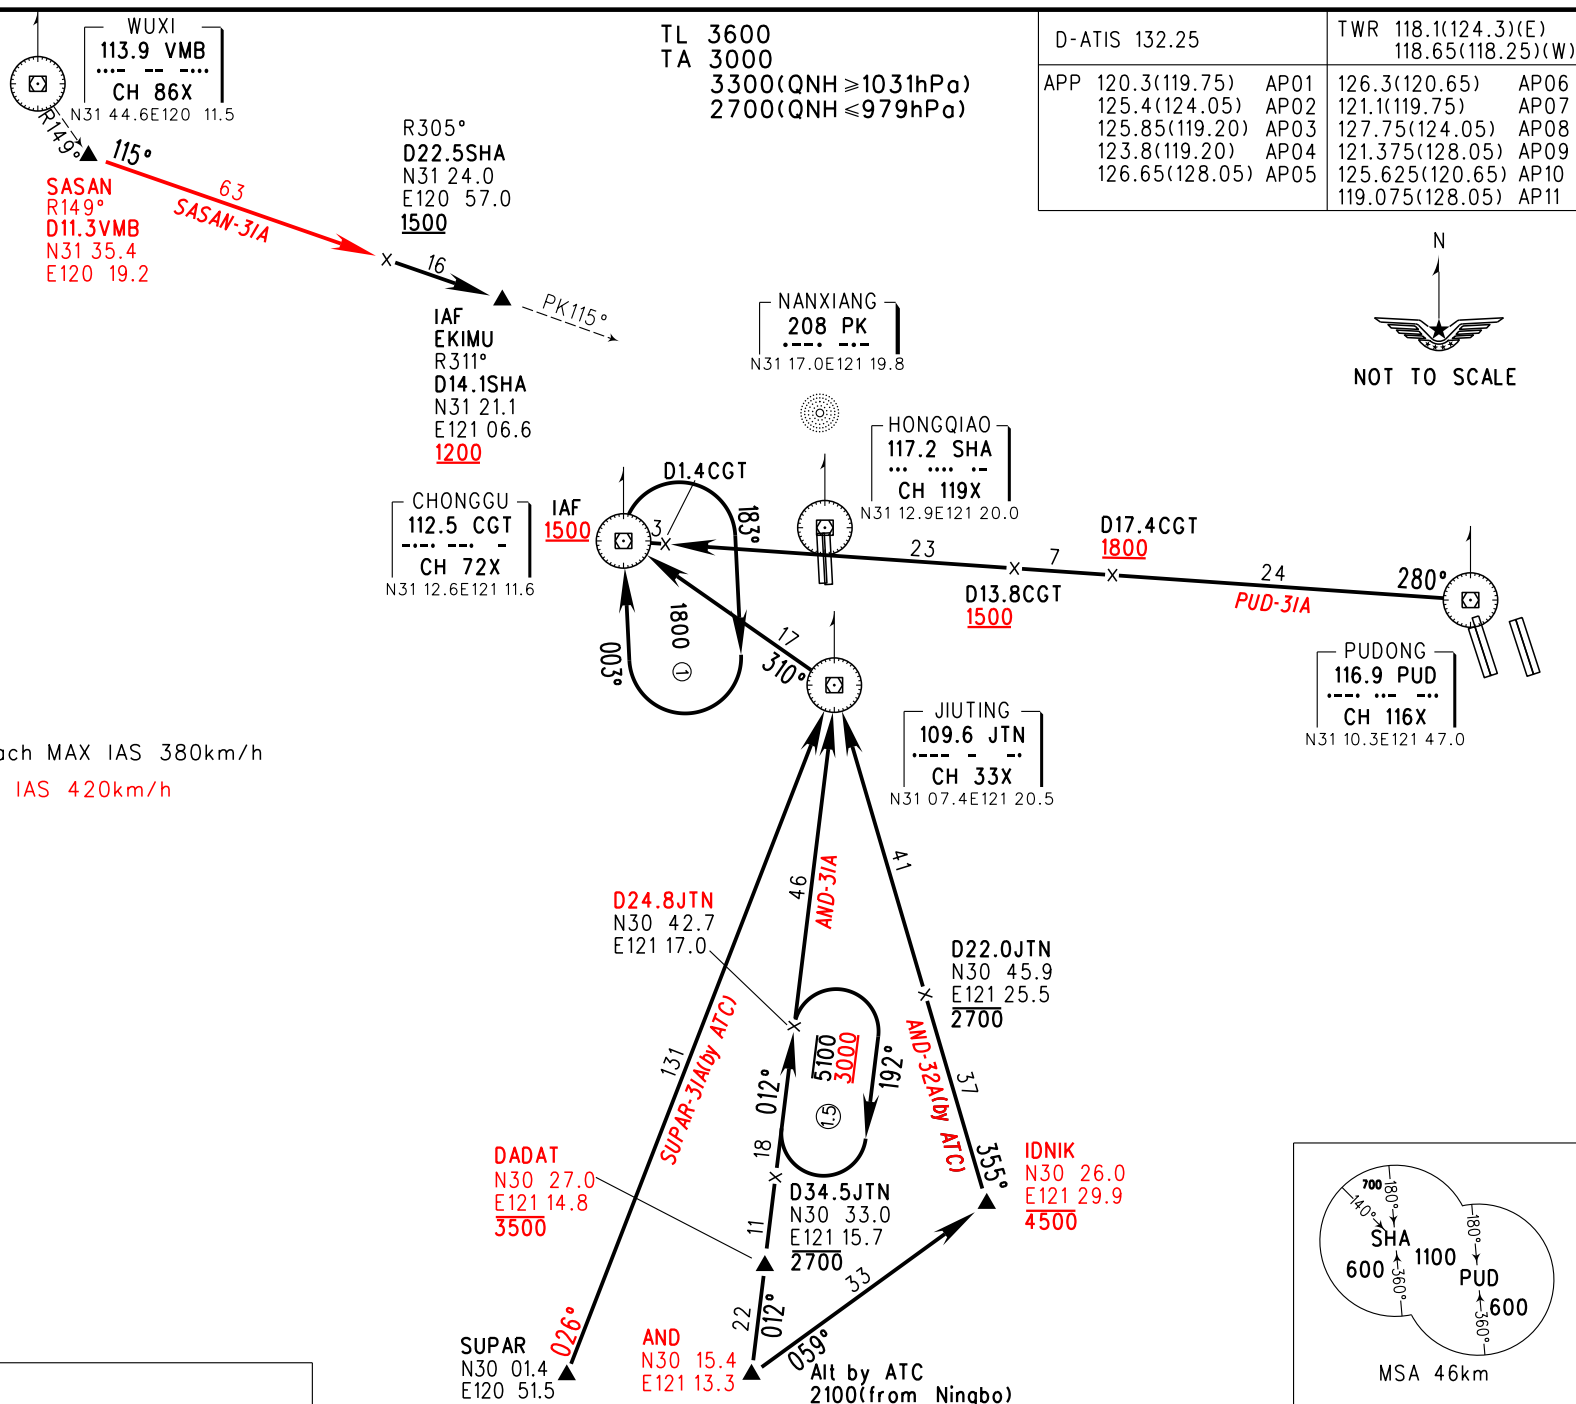 WUXI
113.9 VMB
CH 86X
N31 44.6E120 11.5
R149°
115°
SASAN
R149°
D11.3VMB
N31 35.4
E120 19.2
63
SASAN-31A
R305°
D22.5SHA
N31 24.0
E120 57.0
1500
16
PK115°
IAF
EKIMU
R311°
D14.1SHA
N31 21.1
E121 06.6
1200
TL 3600
TA 3000
3300(QNH≥1031hPa)
2700(QNH≤979hPa)
D-ATIS 132.25
TWR 118.1(124.3)(E)
118.65(118.25)(W)
APP 120.3(119.75) AP01
125.4(124.05) AP02
125.85(119.20) AP03
123.8(119.20) AP04
126.65(128.05) AP05
126.3(120.65) AP06
121.1(119.75) AP07
127.75(124.05) AP08
121.375(128.05) AP09
125.625(120.65) AP10
119.075(128.05) AP11
N
NOT TO SCALE
NANXIANG
208 PK
N31 17.0E121 19.8
HONGQIAO
117.2 SHA
CH 119X
N31 12.9E121 20.0
CHONGGU
112.5 CGT
CH 72X
N31 12.6E121 11.6
IAF
1500
D1.4CGT
3
183°
003°
1800 1
23
D13.8CGT
1500
7
D17.4CGT
1800
24
PUD-31A
280°
PUDONG
116.9 PUD
CH 116X
N31 10.3E121 47.0
17
310°
JIUTING
109.6 JTN
CH 33X
N31 07.4E121 20.5
ach MAX IAS 380km/h
IAS 420km/h
46
AND-31A
41
D24.8JTN
N30 42.7
E121 17.0
D22.0JTN
N30 45.9
E121 25.5
2700
131
SUPAR-31A(by ATC)
5100
3000
1.5
192°
012°
18
AND-32A(by ATC)
37
355°
DADAT
N30 27.0
E121 14.8
3500
D34.5JTN
N30 33.0
E121 15.7
2700
11
IDNIK
N30 26.0
E121 29.9
4500
33
22
012°
059°
026°
SUPAR
N30 01.4
E120 51.5
AND
N30 15.4
E121 13.3
Alt by ATC
2100(from Ningbo)
700
180°
140°
SHA
600
360°
1100
180°
PUD
600
360°
MSA 46km